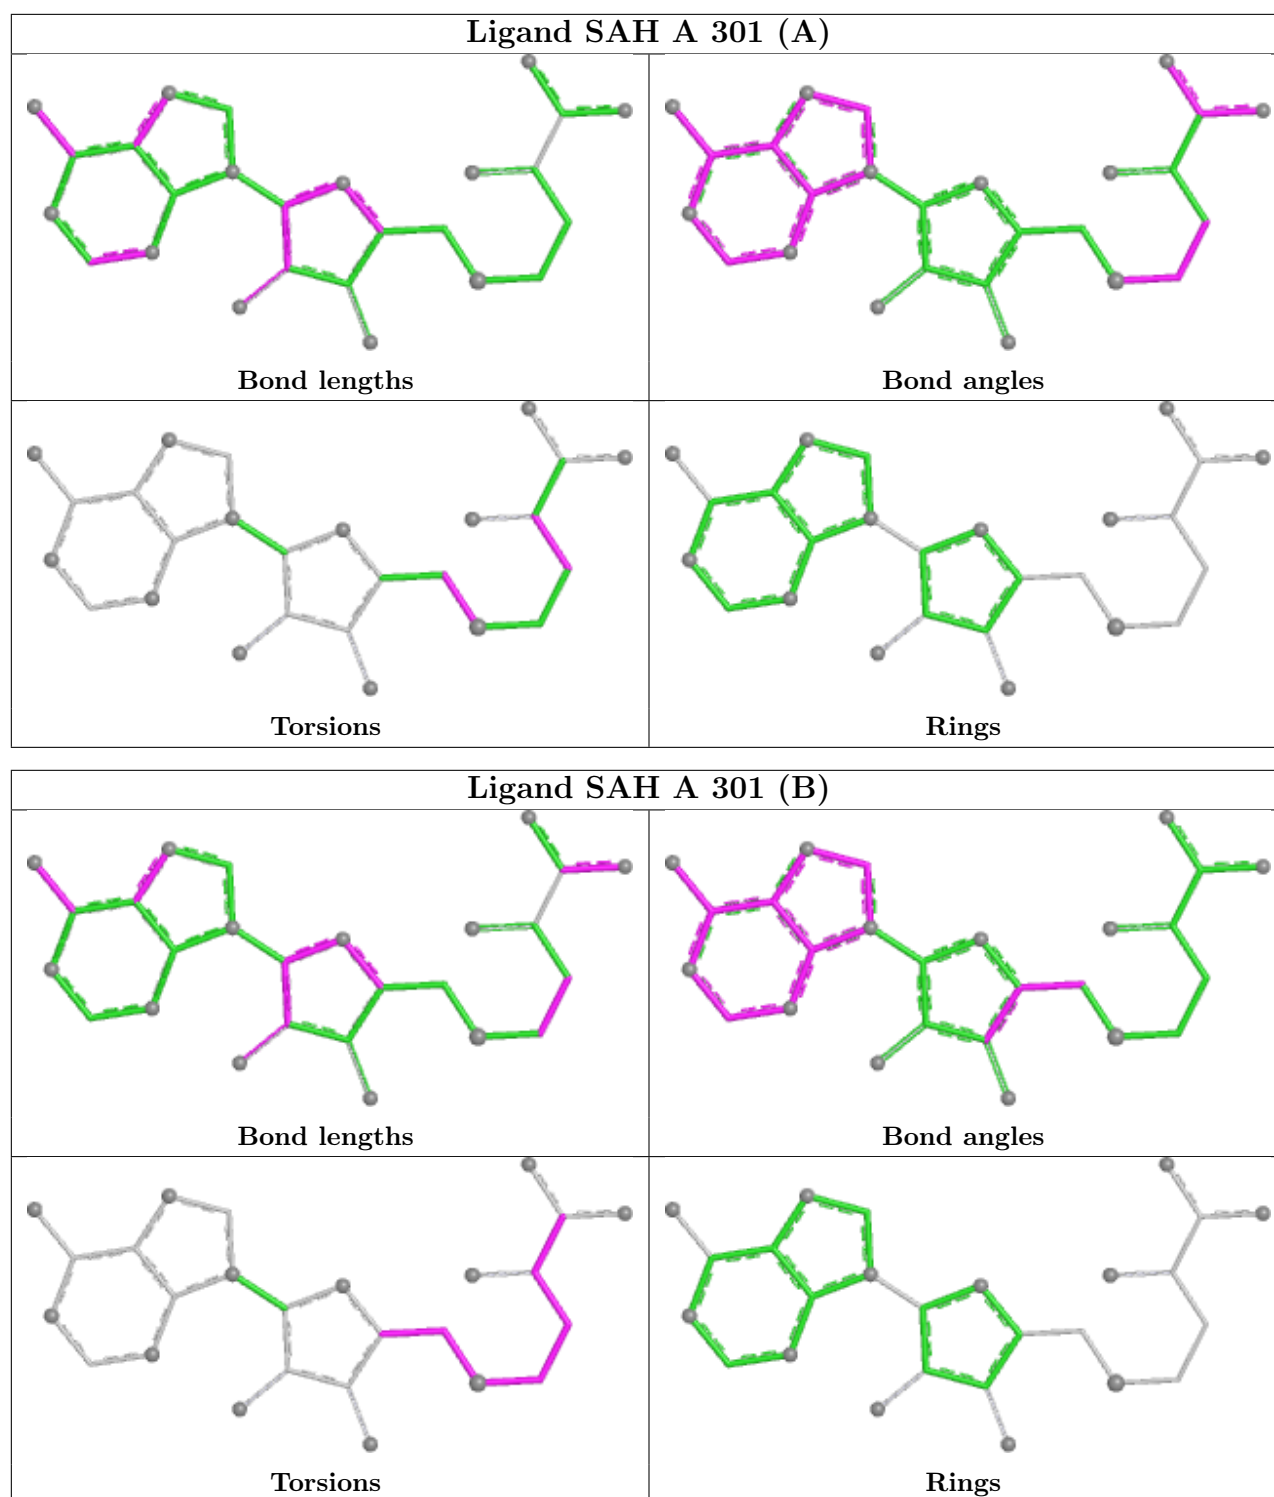 Ligand SAH A 301 (A)
Bond lengths
Bond angles
Torsions
Rings
Ligand SAH A 301 (B)
Bond lengths
Bond angles
Torsions
Rings